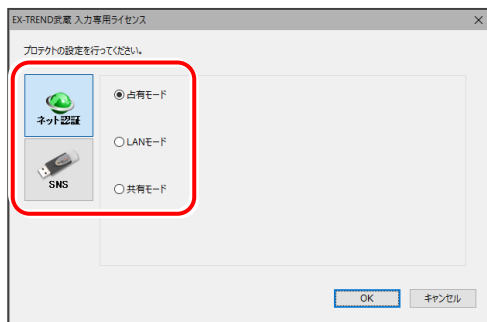 EX-TREND武蔵 入力専用ライセンス
プロテクトの設定を行ってください。
ネット認証
占有モード
LANモード
SNS
共有モード
OK
キャンセル